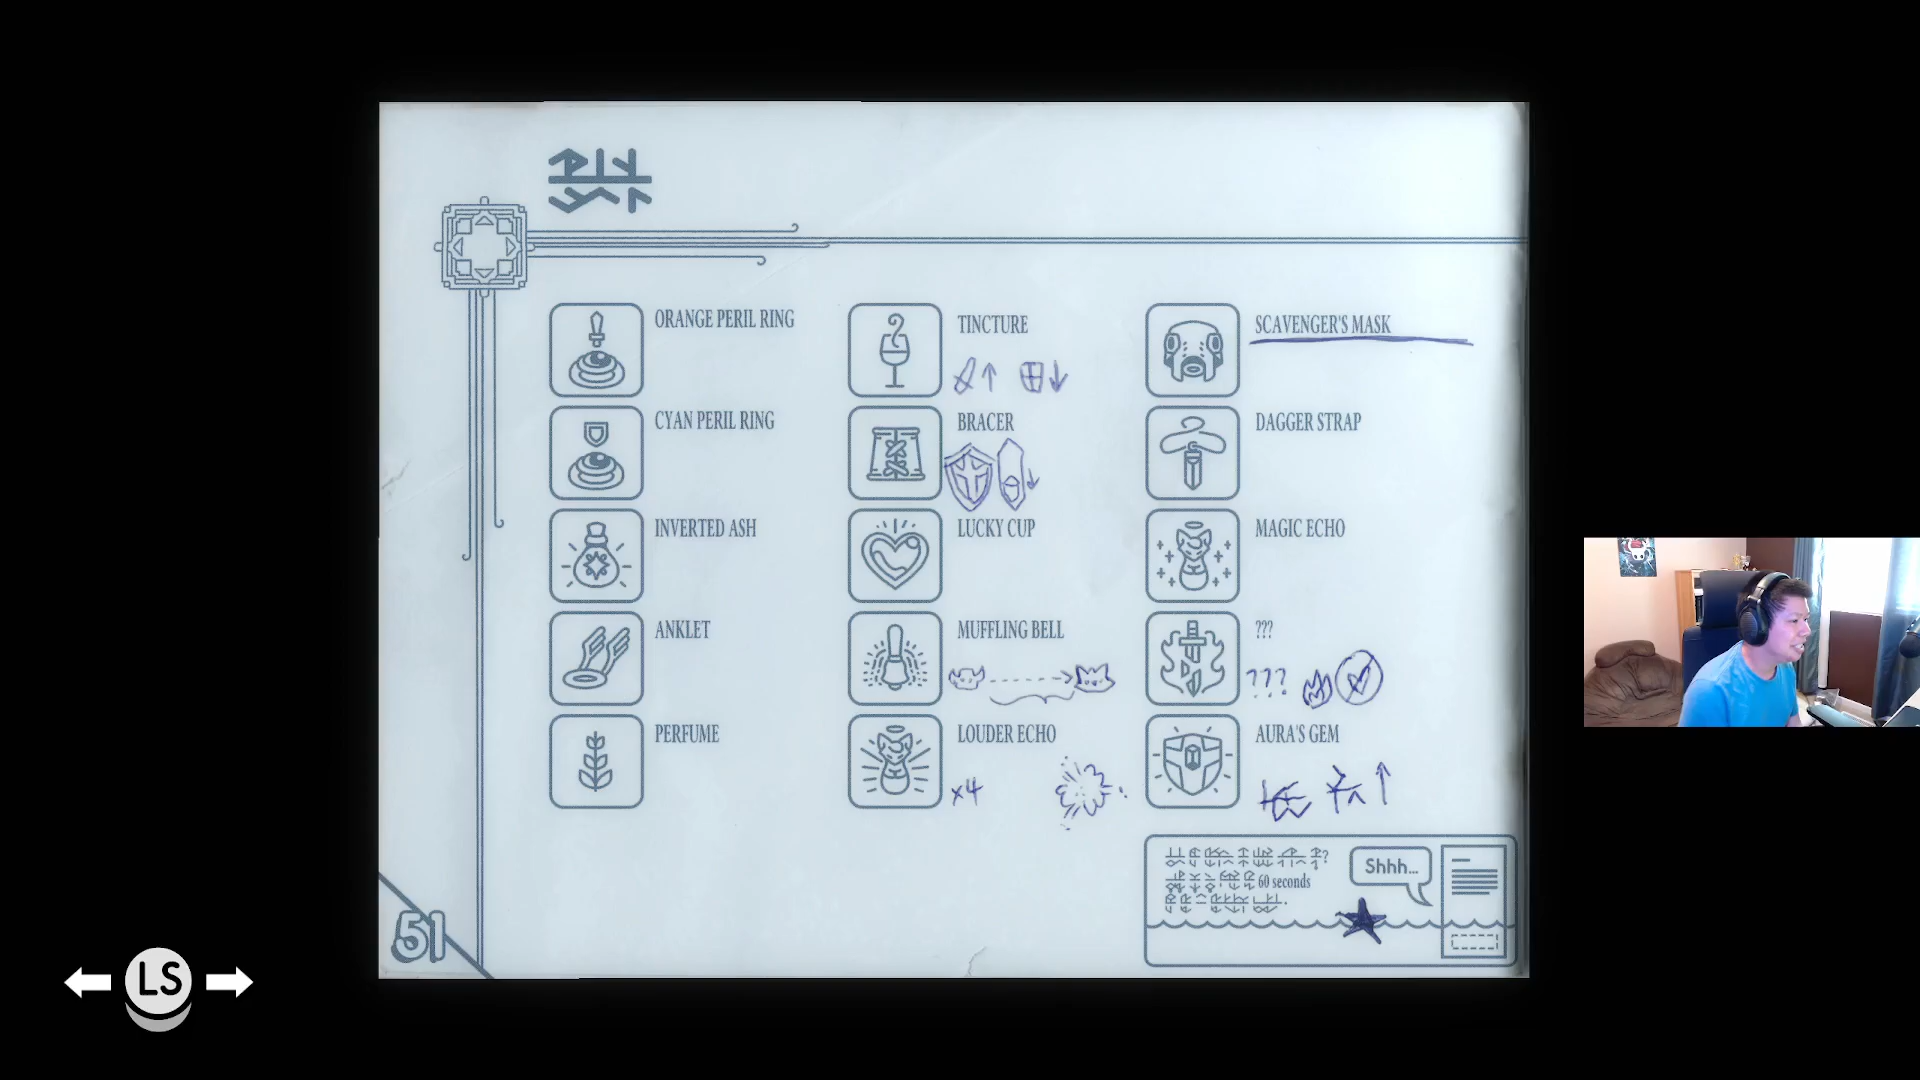 ORANGE PERIL RING
CYAN PERIL RING
INVERTED ASH
ANKLET
PERFUME
TINCTURE
BRACER
LUCKY CUP
MUFFLING BELL
LOUDER ECHO
x4
SCAVENGER'S MASK
DAGGER STRAP
MAGIC ECHO
???
???
AURA'S GEM
60 seconds
Shhh...
51
LS